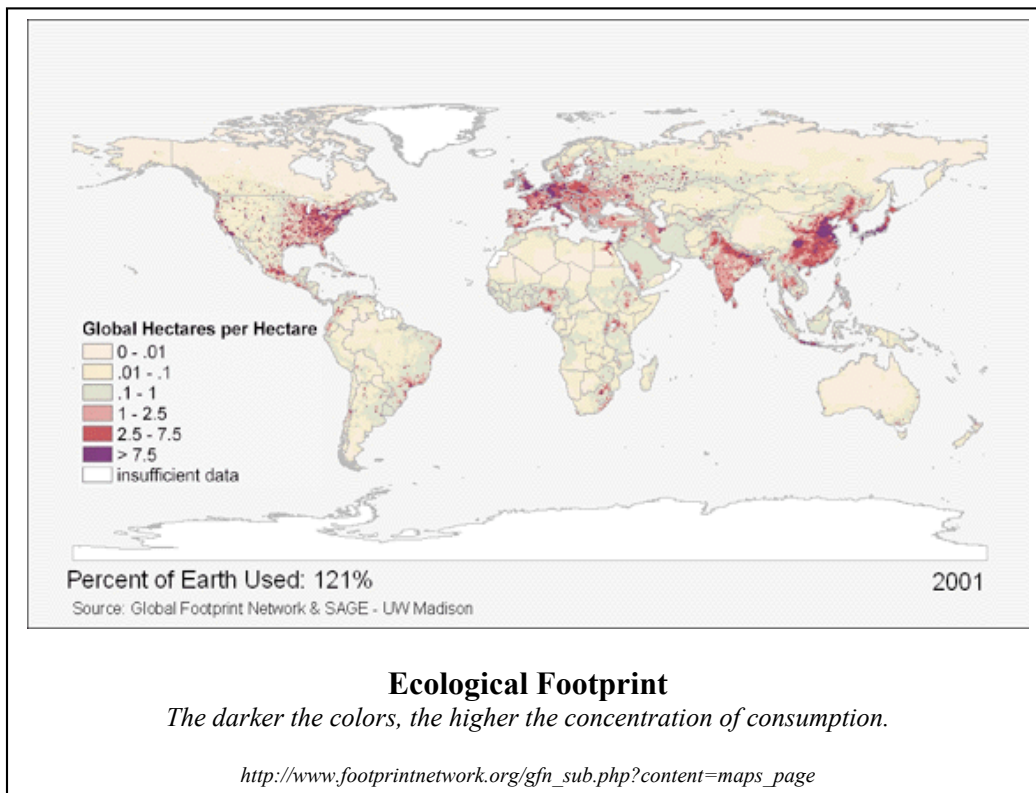 Global Hectares per Hectare
0 - .01
.01 - .1
.1 - 1
1 - 2.5
2.5 - 7.5
> 7.5
insufficient data
Percent of Earth Used: 121%
2001
Source: Global Footprint Network & SAGE - UW Madison
Ecological Footprint
The darker the colors, the higher the concentration of consumption.
http://www.footprintnetwork.org/gfn_sub.php?content=maps_page